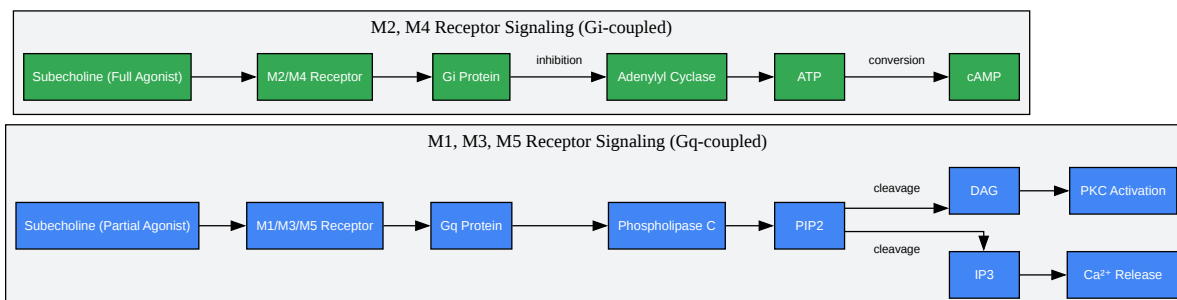 M2, M4 Receptor Signaling (Gi-coupled)
Subecholine (Full Agonist)
M2/M4 Receptor
Gi Protein
inhibition
Adenylyl Cyclase
ATP
conversion
cAMP
M1, M3, M5 Receptor Signaling (Gq-coupled)
Subecholine (Partial Agonist)
M1/M3/M5 Receptor
Gq Protein
Phospholipase C
PIP2
cleavage
DAG
PKC Activation
cleavage
IP3
Ca²⁺ Release